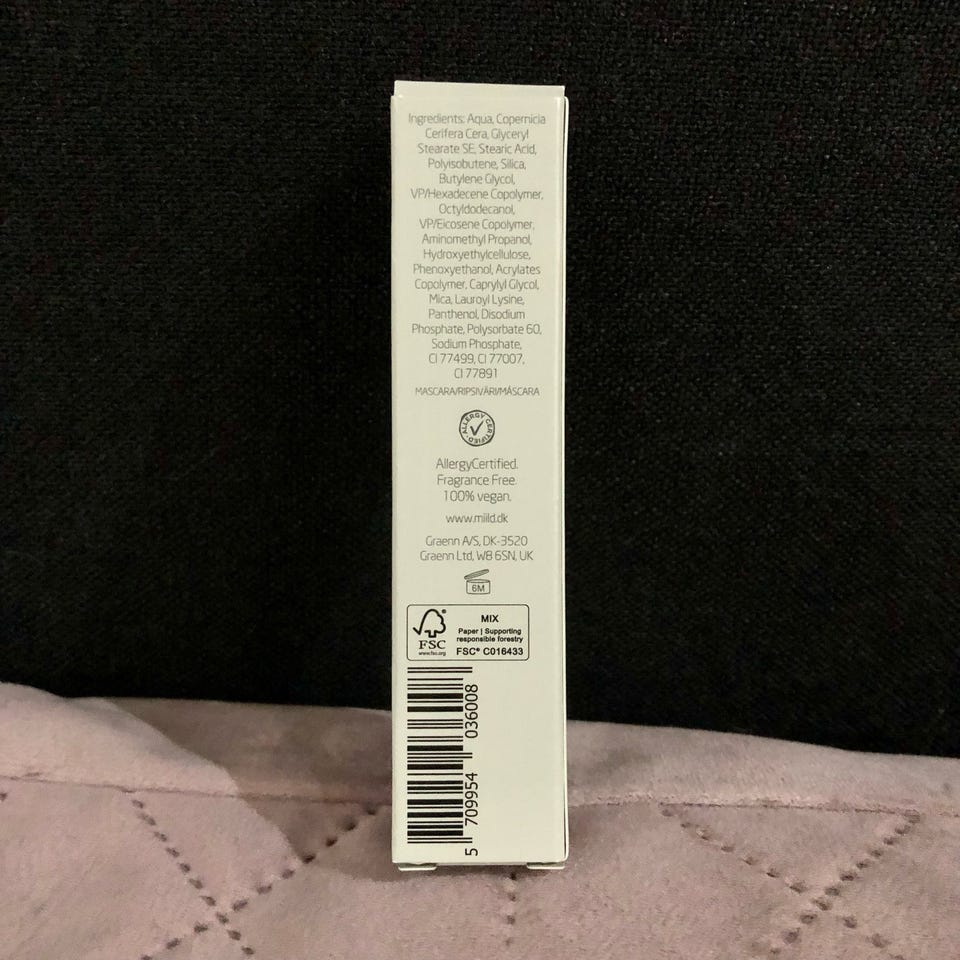 Ingredients: Aqua, Copernicia
Cerifera Cera, Glyceryl
Stearate SE, Stearic Acid,
Polyisobutene, Silica,
Butylene Glycol,
VP/Hexadecene Copolymer,
Octyldodecanol,
VP/Eicosene Copolymer,
Aminomethyl Propanol,
Hydroxyethylcellulose,
Phenoxyethanol, Acrylates
Copolymer, Caprylyl Glycol,
Mica, Lauroyl Lysine,
Panthenol, Disodium
Phosphate, Polysorbate 60,
Sodium Phosphate,
CI 77499, CI 77007,
CI 77891
MASCARA/RIPSIVÄRI/MÁSCARA
ALLERGY CERTIFIED
AllergyCertified.
Fragrance Free.
100% vegan.
www.miild.dk
Graenn A/S, DK-3520
Graenn Ltd, W8 6SN, UK
6M
FSC®
www.fsc.org
MIX
Paper | Supporting
responsible forestry
FSC® C016433
5 709954 036008